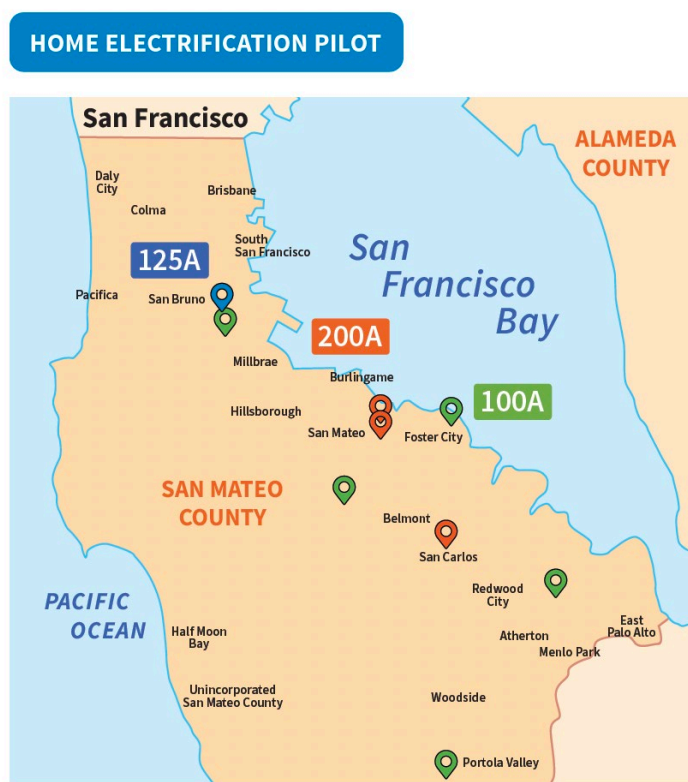 HOME ELECTRIFICATION PILOT
San Francisco
ALAMEDA
COUNTY
Daly
City
Brisbane
Colma
South
San Francisco
San
Francisco
Bay
125A
Pacifica
San Bruno
200A
Millbrae
Burlingame
100A
Hillsborough
San Mateo
Foster City
SAN MATEO
COUNTY
Belmont
San Carlos
Redwood
City
PACIFIC
OCEAN
Half Moon
Bay
Atherton
East
Palo Alto
Menlo Park
Unincorporated
San Mateo County
Woodside
Portola Valley